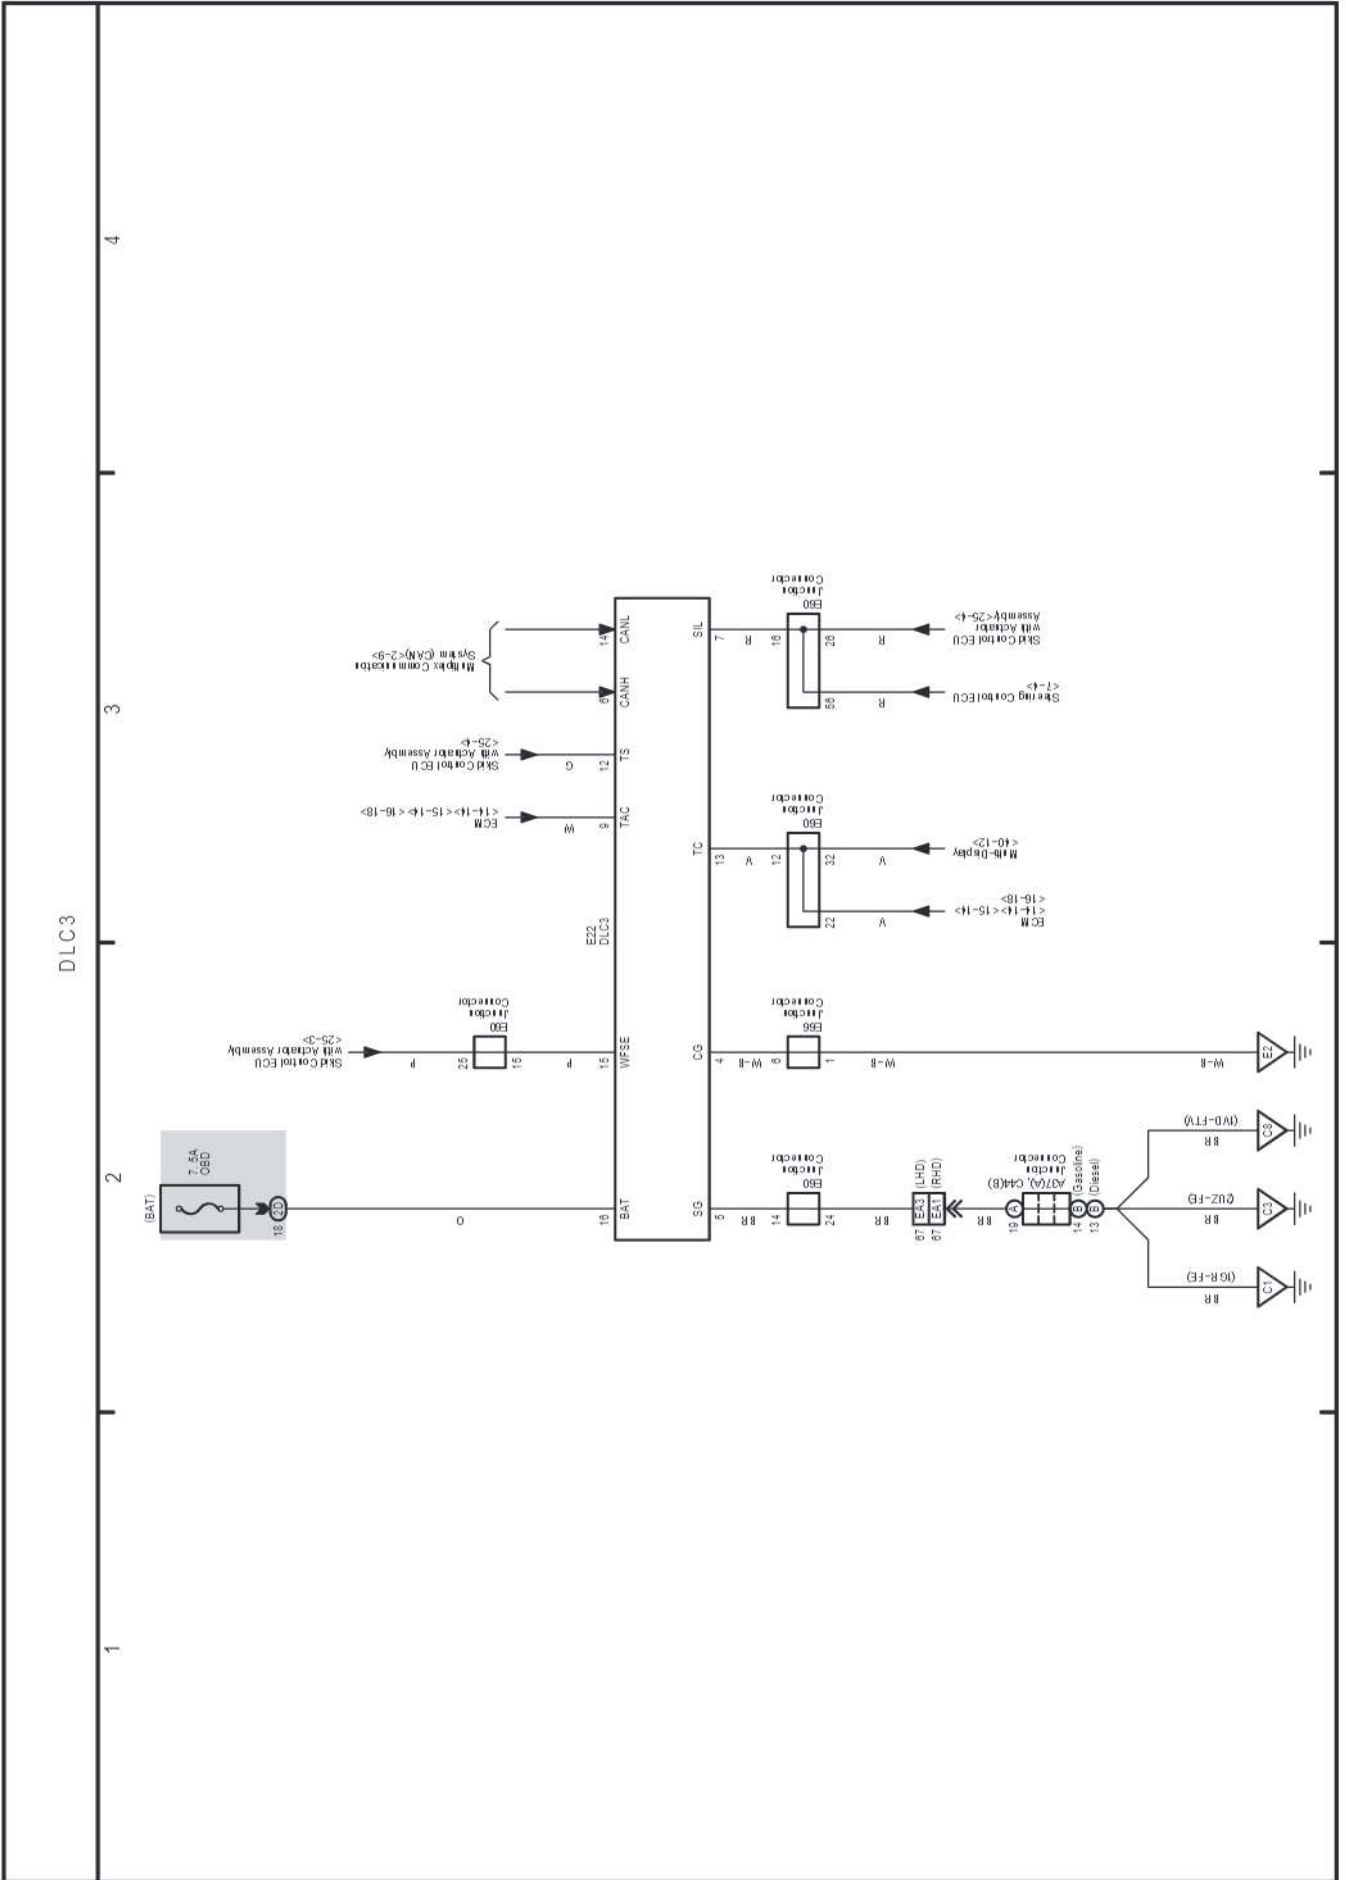 DLC3
1
2
3
4
(BAT)
7. 5A
OBD
18
2D
O
16
BAT
Skid Control ECU
with Actuator Assembly
<25-3>
P
25
E60
Junction
Connector
15
P
WFSE
E22
DLC3
ECM
<14-14><15-14><16-18>
W
9
TAC
Skid Control ECU
with Actuator Assembly
<25-4>
G
12
TS
Multiplex Communication
System (CAN)<2-9>
6
CANH
14
CANL
SG
5
BR
14
E60
Junction
Connector
24
BR
67
EA3
(LHD)
67
EA1
(RHD)
BR
19
A
A37(A), C44(B)
Junction
Connector
14
B
(Gasoline)
13
B
(Diesel)
BR
(1GR-FE)
C1
BR
(2UZ-FE)
C3
BR
(1VD-FTV)
C8
CG
4
W-B
E66
Junction
Connector
1
W-B
W-B
E2
TC
13
V
12
E60
Junction
Connector
22
V
ECM
<14-14><15-14>
<16-18>
32
V
Multi-Display
<40-12>
SIL
7
R
E60
Junction
Connector
R
Steering Control ECU
<7-4>
R
Skid Control ECU
with Actuator
Assembly<25-4>